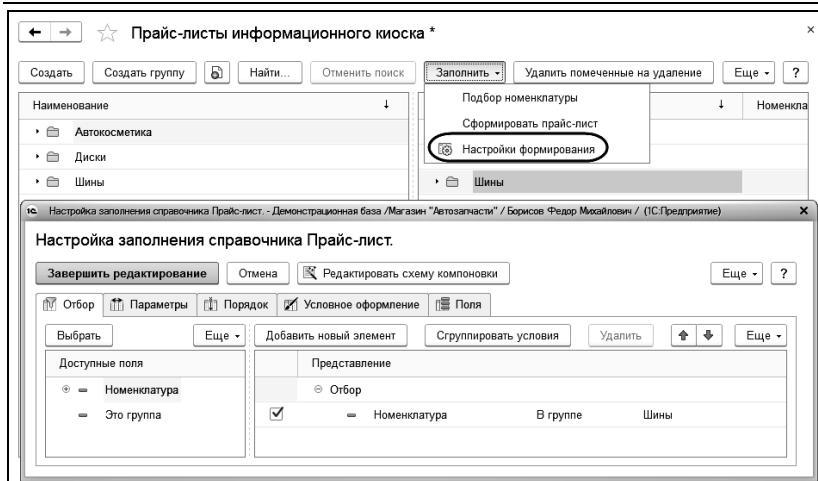 Прайс-листы информационного киоска *
Создать Создать группу Найти... Отменить поиск Заполнить Удалить помеченные на удаление Еще ?
Наименование Номенкла
Подбор номенклатуры
Сформировать прайс-лист
Настройки формирования
Автокосметика
Диски
Шины Шины
1С Настройка заполнения справочника Прайс-лист. - Демонстрационная база /Магазин "Автозапчасти" / Борисов Федор Михайлович / (1С:Предприятие)
Настройка заполнения справочника Прайс-лист.
Завершить редактирование Отмена Редактировать схему компоновки Еще ?
Отбор Параметры Порядок Условное оформление Поля
Выбрать Еще Добавить новый элемент Сгруппировать условия Удалить Еще
Доступные поля Представление
Номенклатура Отбор
Это группа Номенклатура В группе Шины